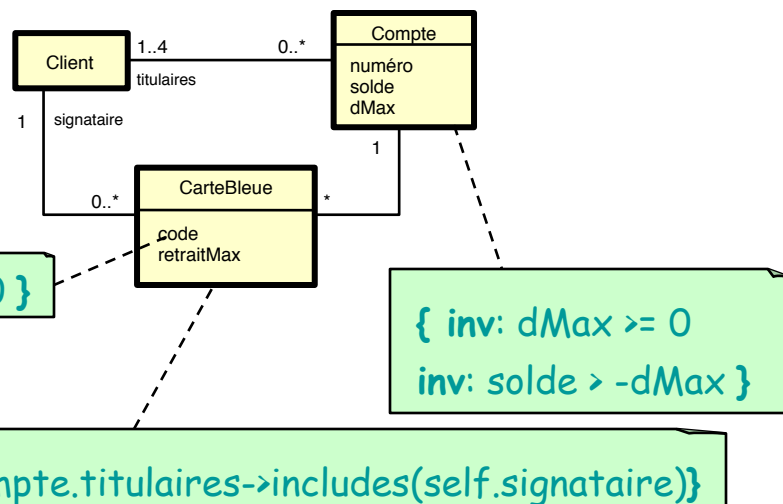 Client
1..4
0..*
titulaires
Compte
numéro
solde
dMax
1
signataire
1
0..*
*
CarteBleue
code
retraitMax
0 }
{ inv: dMax >= 0
inv: solde > -dMax }
.titulaires->includes(self.signataire)}